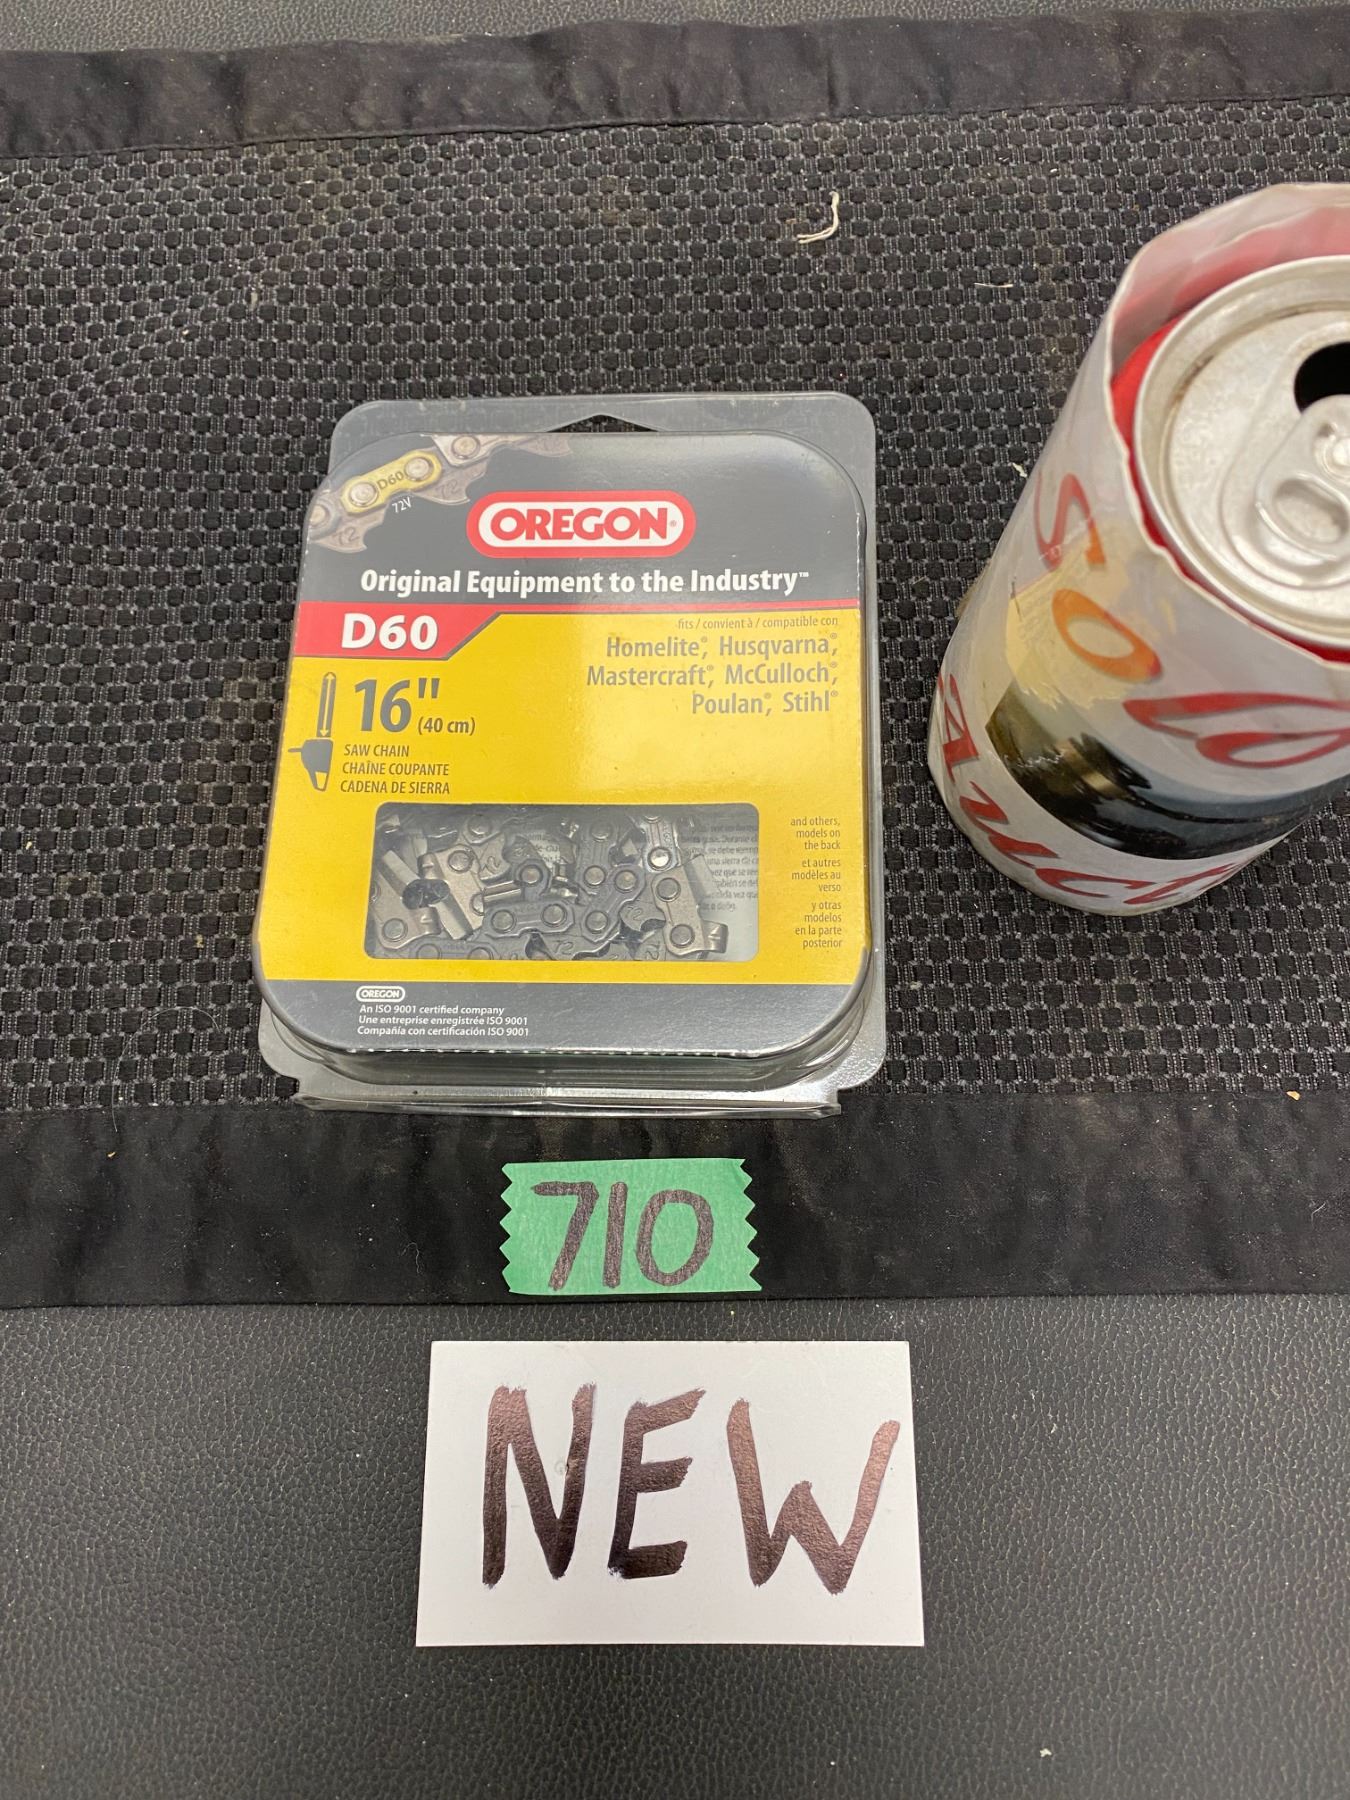 D60
72V
72
72
OREGON®
Original Equipment to the Industry™
D60
fits / convient à / compatible con
Homelite®, Husqvarna®,
Mastercraft®, McCulloch®,
Poulan®, Stihl®
16"
(40 cm)
SAW CHAIN
CHAÎNE COUPANTE
CADENA DE SIERRA
and others,
models on
the back
et autres
modèles au
verso
y otras
modelos
en la parte
posterior
72
OREGON
An ISO 9001 certified company
Une entreprise enregistrée ISO 9001
Compañía con certificación ISO 9001
710
NEW